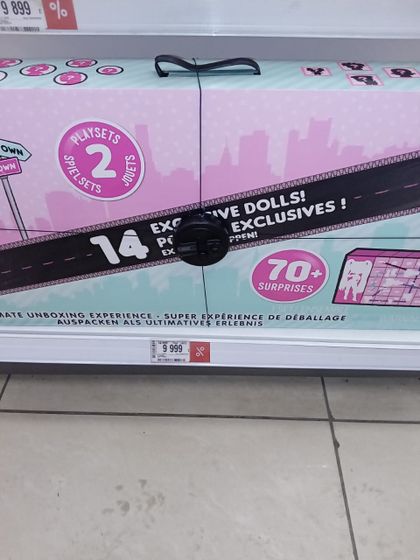 9 899
%
OWN
OWN
PLAYSETS
2
SPIELSETS
JOUETS
14
DOLLS!
EXCLUSIVES !
70+
SURPRISES
MATE UNBOXING EXPERIENCE • SUPER EXPÉRIENCE DE DÉBALLAGE
AUSPACKEN ALS ULTIMATIVES ERLEBNIS
9 999
%